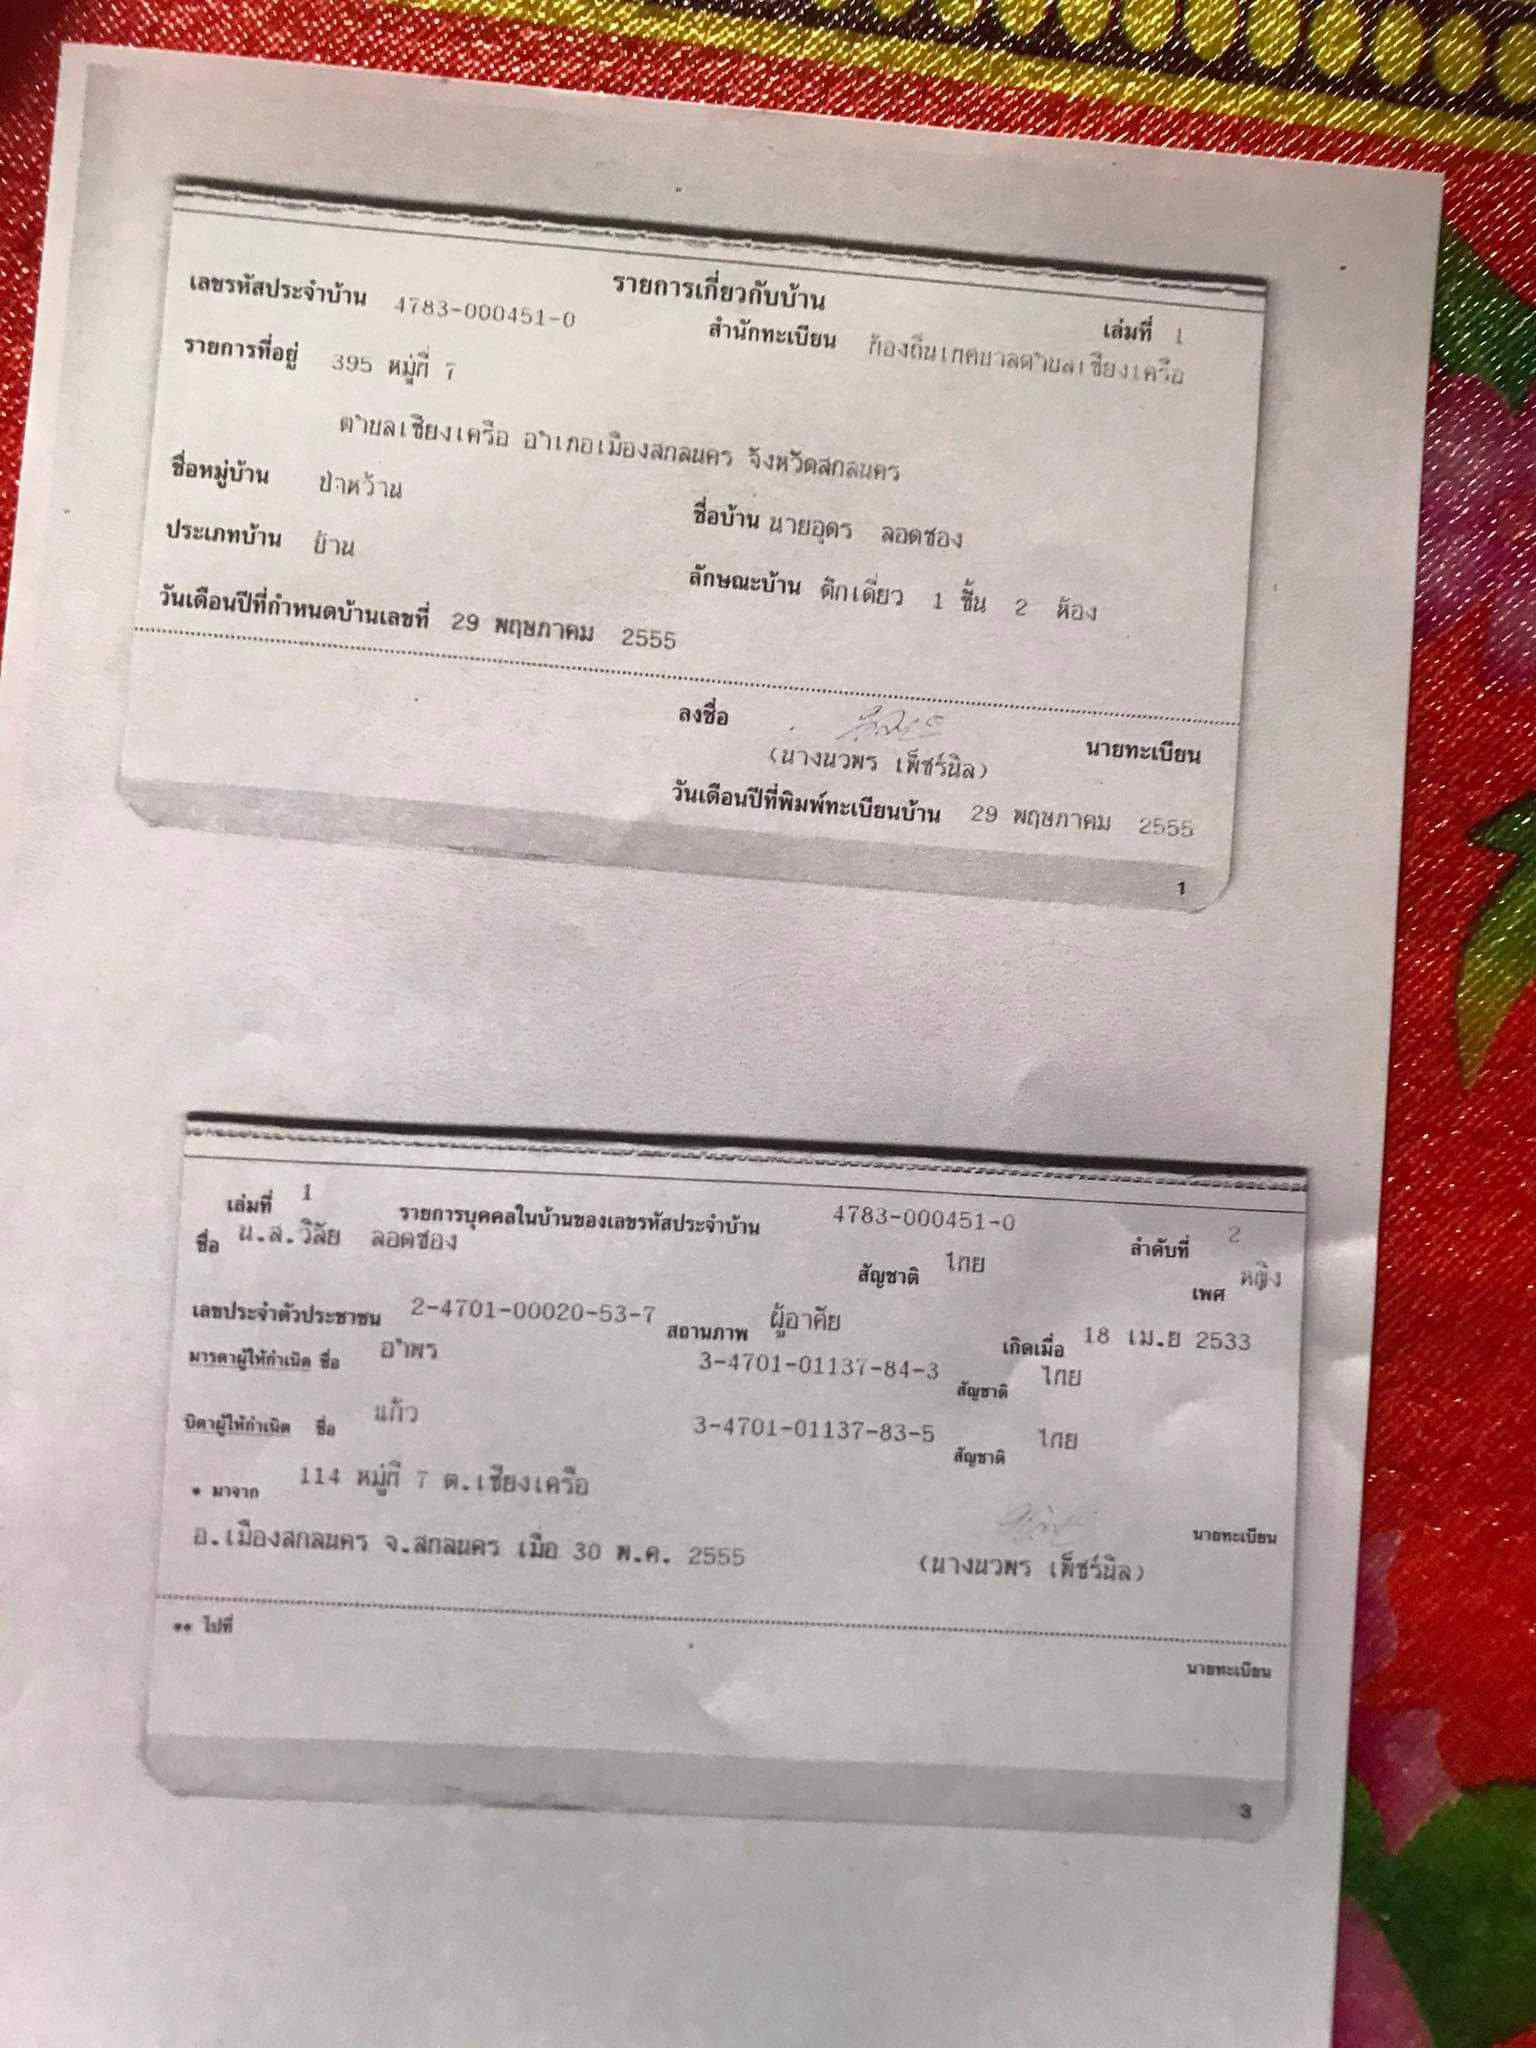 รายการเกี่ยวกับบ้าน เล่มที่ 1
เลขรหัสประจำบ้าน 4783-000451-0 สำนักทะเบียน ท้องถิ่นเทศบาลตำบลเชียงเครือ
รายการที่อยู่ 395 หมู่ที่ 7
ตำบลเชียงเครือ อำเภอเมืองสกลนคร จังหวัดสกลนคร
ชื่อหมู่บ้าน ป่าหว้าน ชื่อบ้าน นายอุดร ลอดซอง
ประเภทบ้าน บ้าน ลักษณะบ้าน ตึกเดี่ยว 1 ชั้น 2 ห้อง
วันเดือนปีที่กำหนดบ้านเลขที่ 29 พฤษภาคม 2555
ลงชื่อ นายทะเบียน
(นางนวพร เพ็ชร์นิล)
วันเดือนปีที่พิมพ์ทะเบียนบ้าน 29 พฤษภาคม 2555
1
เล่มที่ 1 รายการบุคคลในบ้านของเลขรหัสประจำบ้าน 4783-000451-0 ลำดับที่ 2
ชื่อ น.ส.วิลัย ลอดซอง สัญชาติ ไทย เพศ หญิง
เลขประจำตัวประชาชน 2-4701-00020-53-7 สถานภาพ ผู้อาศัย เกิดเมื่อ 18 เม.ย 2533
มารดาผู้ให้กำเนิด ชื่อ อำพร 3-4701-01137-84-3 สัญชาติ ไทย
บิดาผู้ให้กำเนิด ชื่อ แก้ว 3-4701-01137-83-5 สัญชาติ ไทย
* มาจาก 114 หมู่ที่ 7 ต.เชียงเครือ
อ.เมืองสกลนคร จ.สกลนคร เมื่อ 30 พ.ค. 2555 นายทะเบียน
(นางนวพร เพ็ชร์นิล)
** ไปที่
นายทะเบียน
3